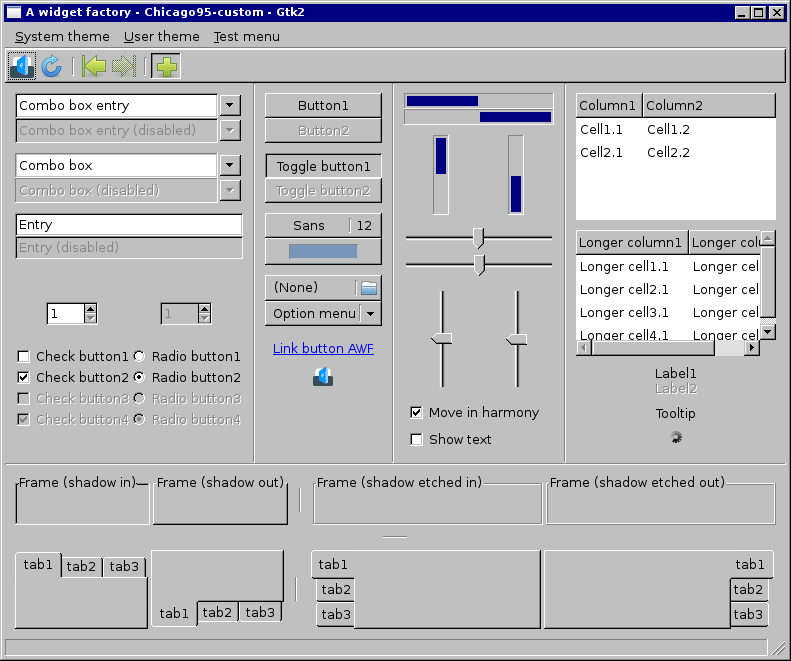 A widget factory - Chicago95-custom - Gtk2
System theme User theme Test menu
Combo box entry
Combo box entry (disabled)
Combo box
Combo box (disabled)
Entry
Entry (disabled)
1 1
Check button1 Radio button1
Check button2 Radio button2
Check button3 Radio button3
Check button4 Radio button4
Button1
Button2
Toggle button1
Toggle button2
Sans 12
(None)
Option menu
Link button AWF
Move in harmony
Show text
Column1 Column2
Cell1.1 Cell1.2
Cell2.1 Cell2.2
Longer column1 Longer colu
Longer cell1.1 Longer cel
Longer cell2.1 Longer cel
Longer cell3.1 Longer cel
Longer cell4.1 Longer cel
Label1
Label2
Tooltip
Frame (shadow in) Frame (shadow out) Frame (shadow etched in) Frame (shadow etched out)
tab1 tab2 tab3
tab1 tab2 tab3
tab1
tab2
tab3
tab1
tab2
tab3